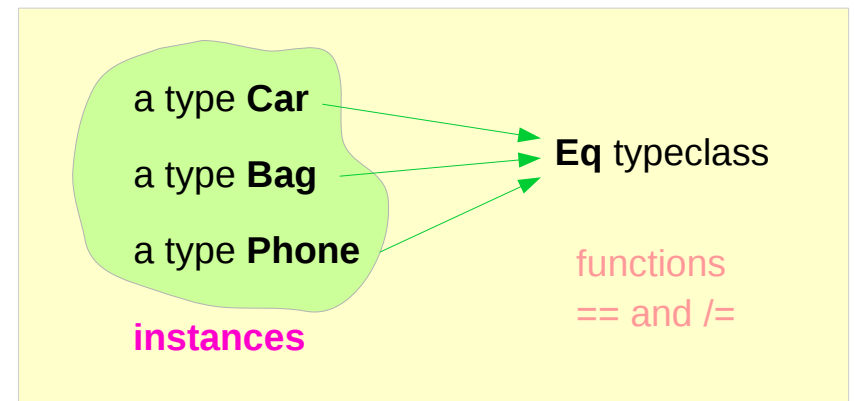 a type Car
a type Bag
a type Phone
instances
Eq typeclass
functions
== and /=